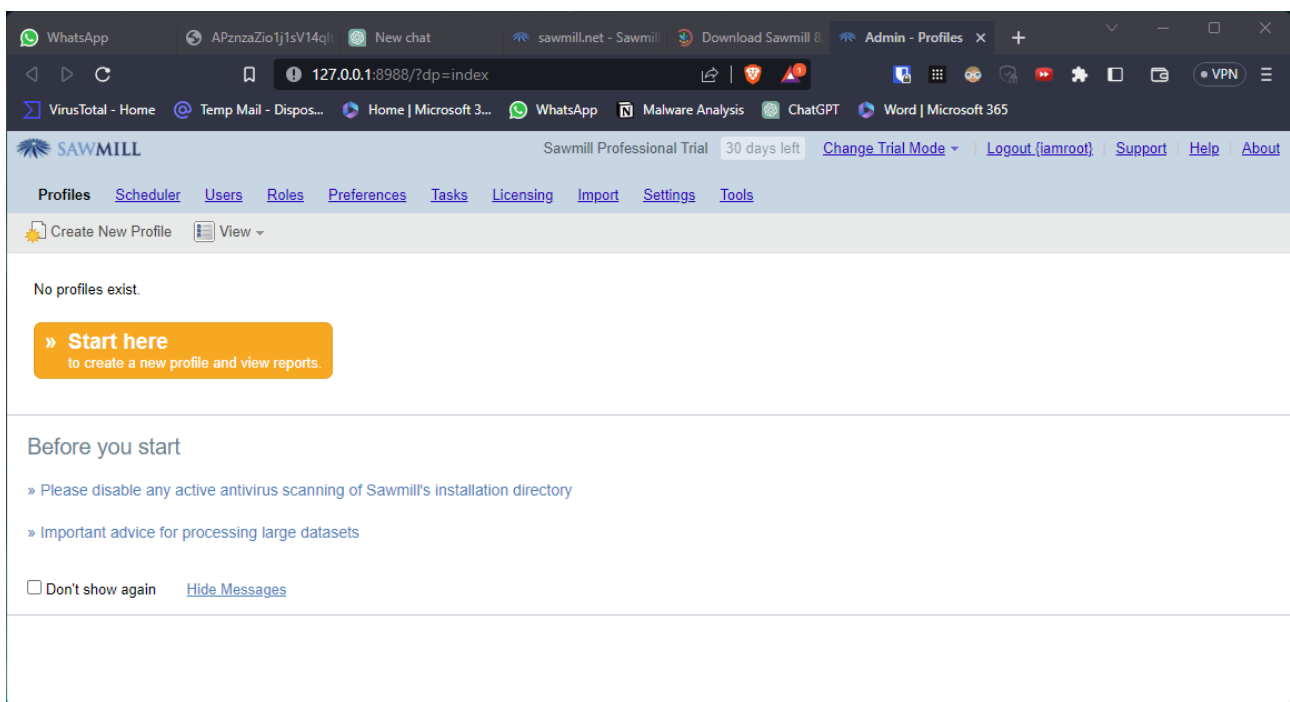 WhatsApp APznzaZio1j1sV14qlt New chat sawmill.net - Sawmill Download Sawmill 8. Admin - Profiles
127.0.0.1:8988/?dp=index VPN
VirusTotal - Home Temp Mail - Dispos... Home | Microsoft 3... WhatsApp Malware Analysis ChatGPT Word | Microsoft 365
SAWMILL Sawmill Professional Trial 30 days left Change Trial Mode Logout {iamroot} Support Help About
Profiles Scheduler Users Roles Preferences Tasks Licensing Import Settings Tools
Create New Profile View
No profiles exist.
» Start here
to create a new profile and view reports.
Before you start
» Please disable any active antivirus scanning of Sawmill's installation directory
» Important advice for processing large datasets
Don't show again Hide Messages